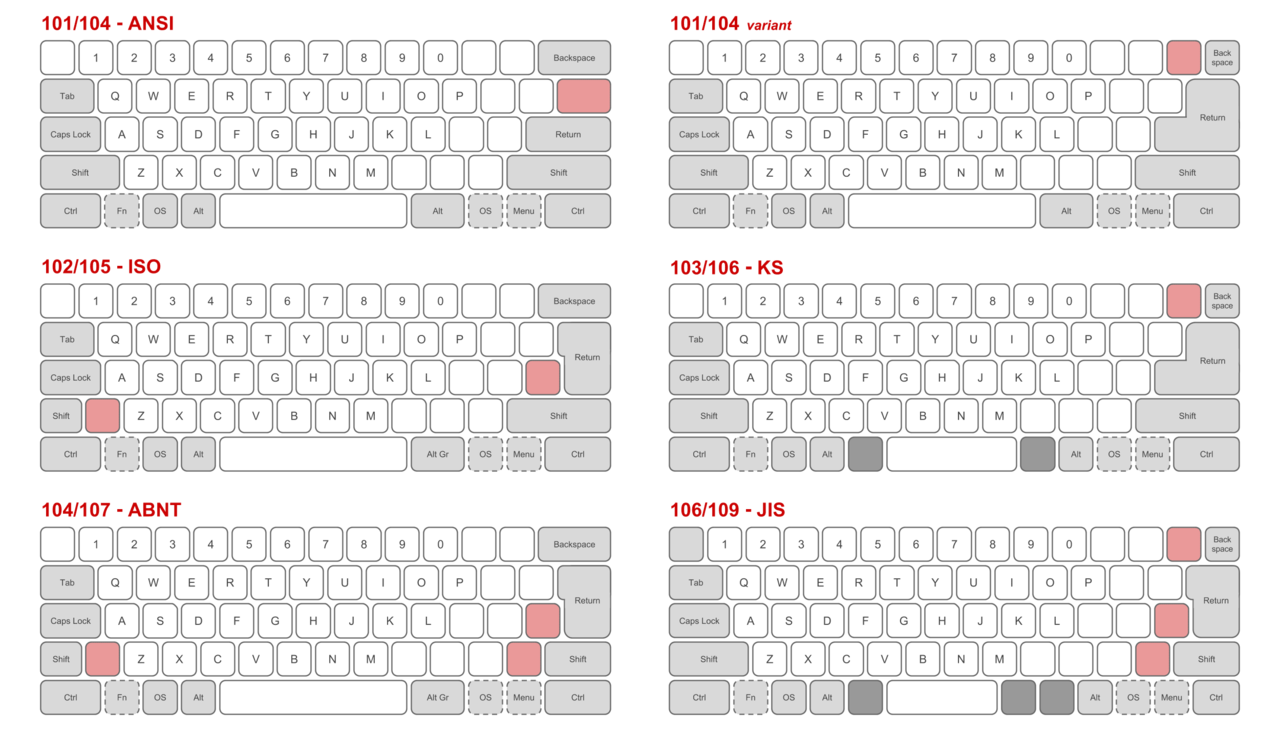 101/104 - ANSI
1 2 3 4 5 6 7 8 9 0 Backspace
Tab Q W E R T Y U I O P
Caps Lock A S D F G H J K L Return
Shift Z X C V B N M Shift
Ctrl Fn OS Alt Alt OS Menu Ctrl
101/104 variant
1 2 3 4 5 6 7 8 9 0 Back space
Tab Q W E R T Y U I O P
Return
Caps Lock A S D F G H J K L
Shift Z X C V B N M Shift
Ctrl Fn OS Alt Alt OS Menu Ctrl
102/105 - ISO
1 2 3 4 5 6 7 8 9 0 Backspace
Tab Q W E R T Y U I O P
Return
Caps Lock A S D F G H J K L
Shift Z X C V B N M Shift
Ctrl Fn OS Alt Alt Gr OS Menu Ctrl
103/106 - KS
1 2 3 4 5 6 7 8 9 0 Back space
Tab Q W E R T Y U I O P
Return
Caps Lock A S D F G H J K L
Shift Z X C V B N M Shift
Ctrl Fn OS Alt Alt OS Menu Ctrl
104/107 - ABNT
1 2 3 4 5 6 7 8 9 0 Backspace
Tab Q W E R T Y U I O P
Return
Caps Lock A S D F G H J K L
Shift Z X C V B N M Shift
Ctrl Fn OS Alt Alt Gr OS Menu Ctrl
106/109 - JIS
1 2 3 4 5 6 7 8 9 0 Back space
Tab Q W E R T Y U I O P
Return
Caps Lock A S D F G H J K L
Shift Z X C V B N M Shift
Ctrl Fn OS Alt Alt OS Menu Ctrl